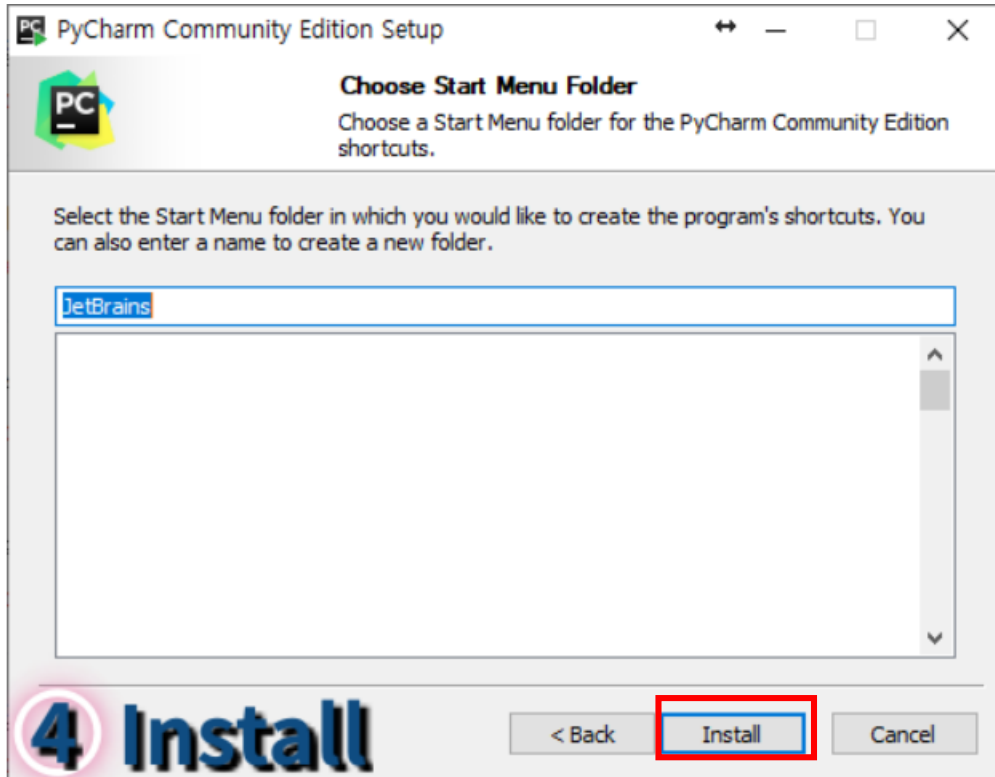 PyCharm Community Edition Setup
PC
Choose Start Menu Folder
Choose a Start Menu folder for the PyCharm Community Edition
shortcuts.
Select the Start Menu folder in which you would like to create the program's shortcuts. You
can also enter a name to create a new folder.
JetBrains
④ Install
< Back
Install
Cancel